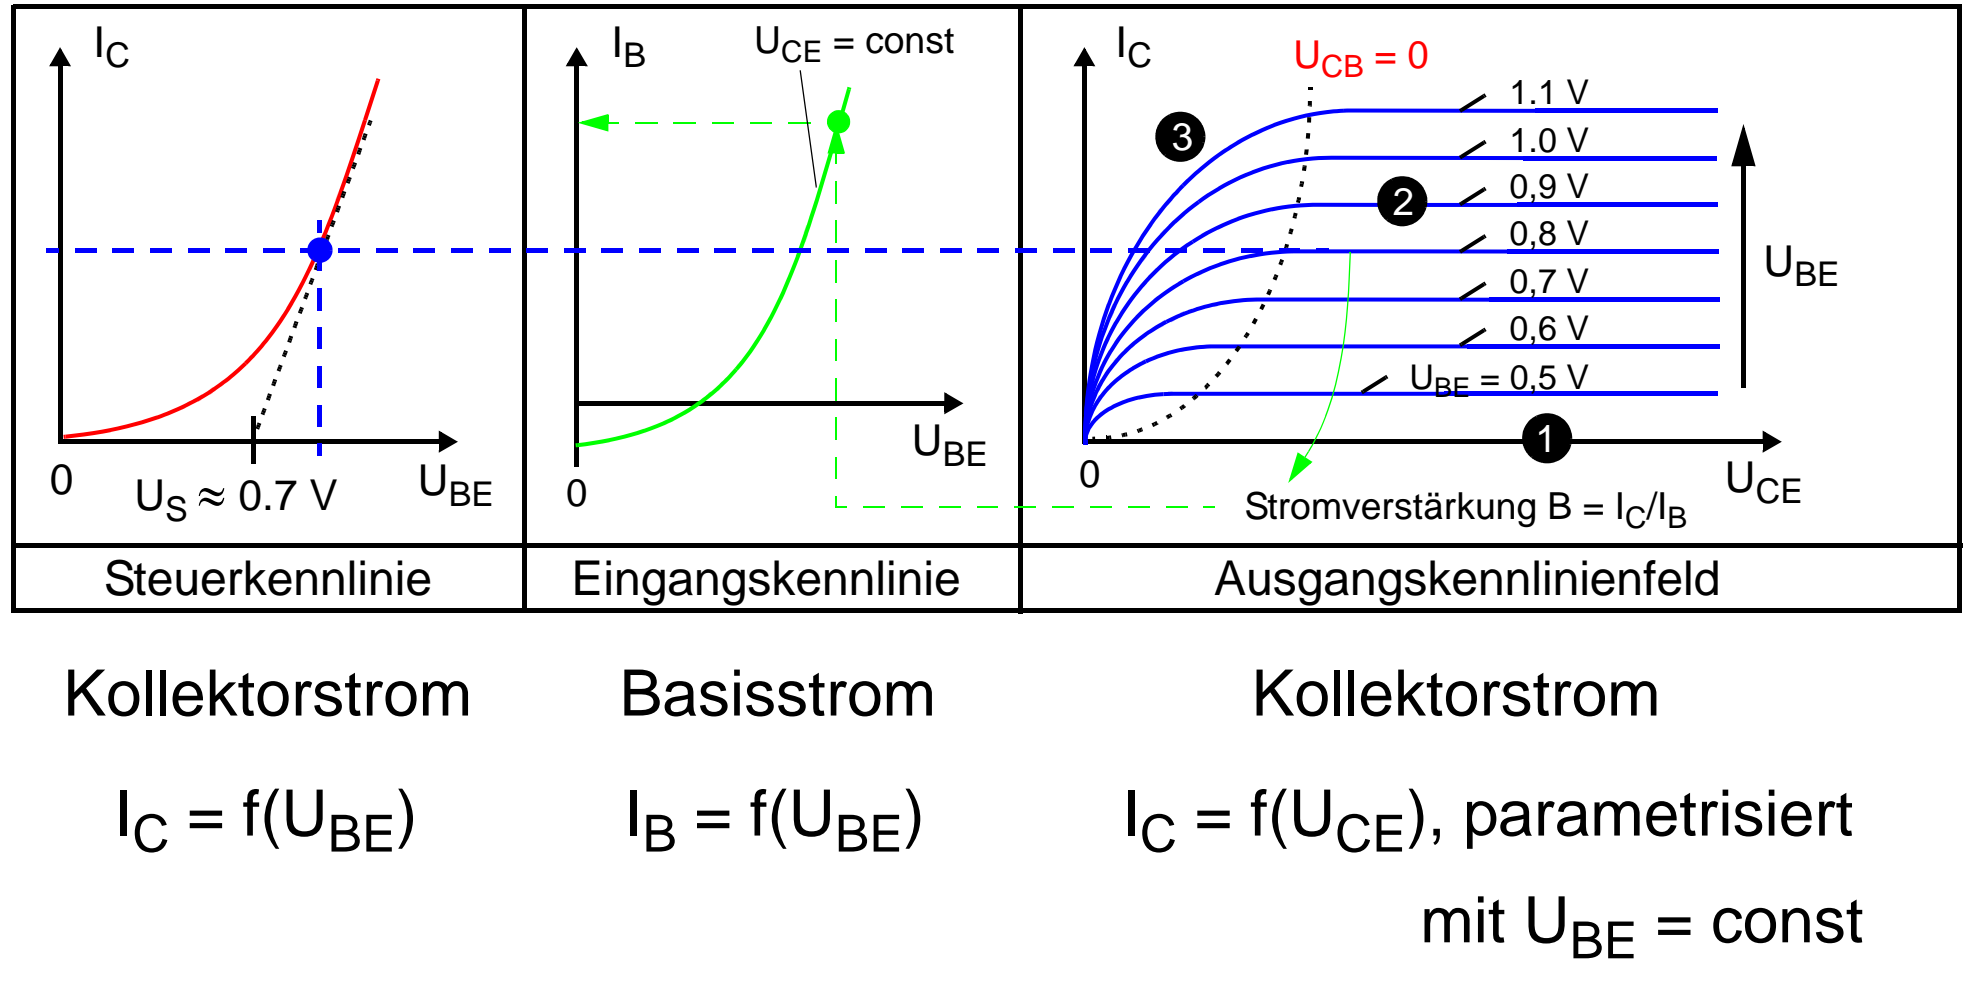 I_C
U_BE
0
U_S ≈ 0.7 V
I_B
U_CE = const
U_BE
0
I_C
U_CB = 0
3
2
1
1.1 V
1.0 V
0,9 V
0,8 V
0,7 V
0,6 V
U_BE = 0,5 V
U_BE
0
U_CE
Stromverstärkung B = I_C/I_B
Steuerkennlinie
Eingangskennlinie
Ausgangskennlinienfeld
Kollektorstrom
Basisstrom
Kollektorstrom
I_C = f(U_BE)
I_B = f(U_BE)
I_C = f(U_CE), parametrisiert
mit U_BE = const